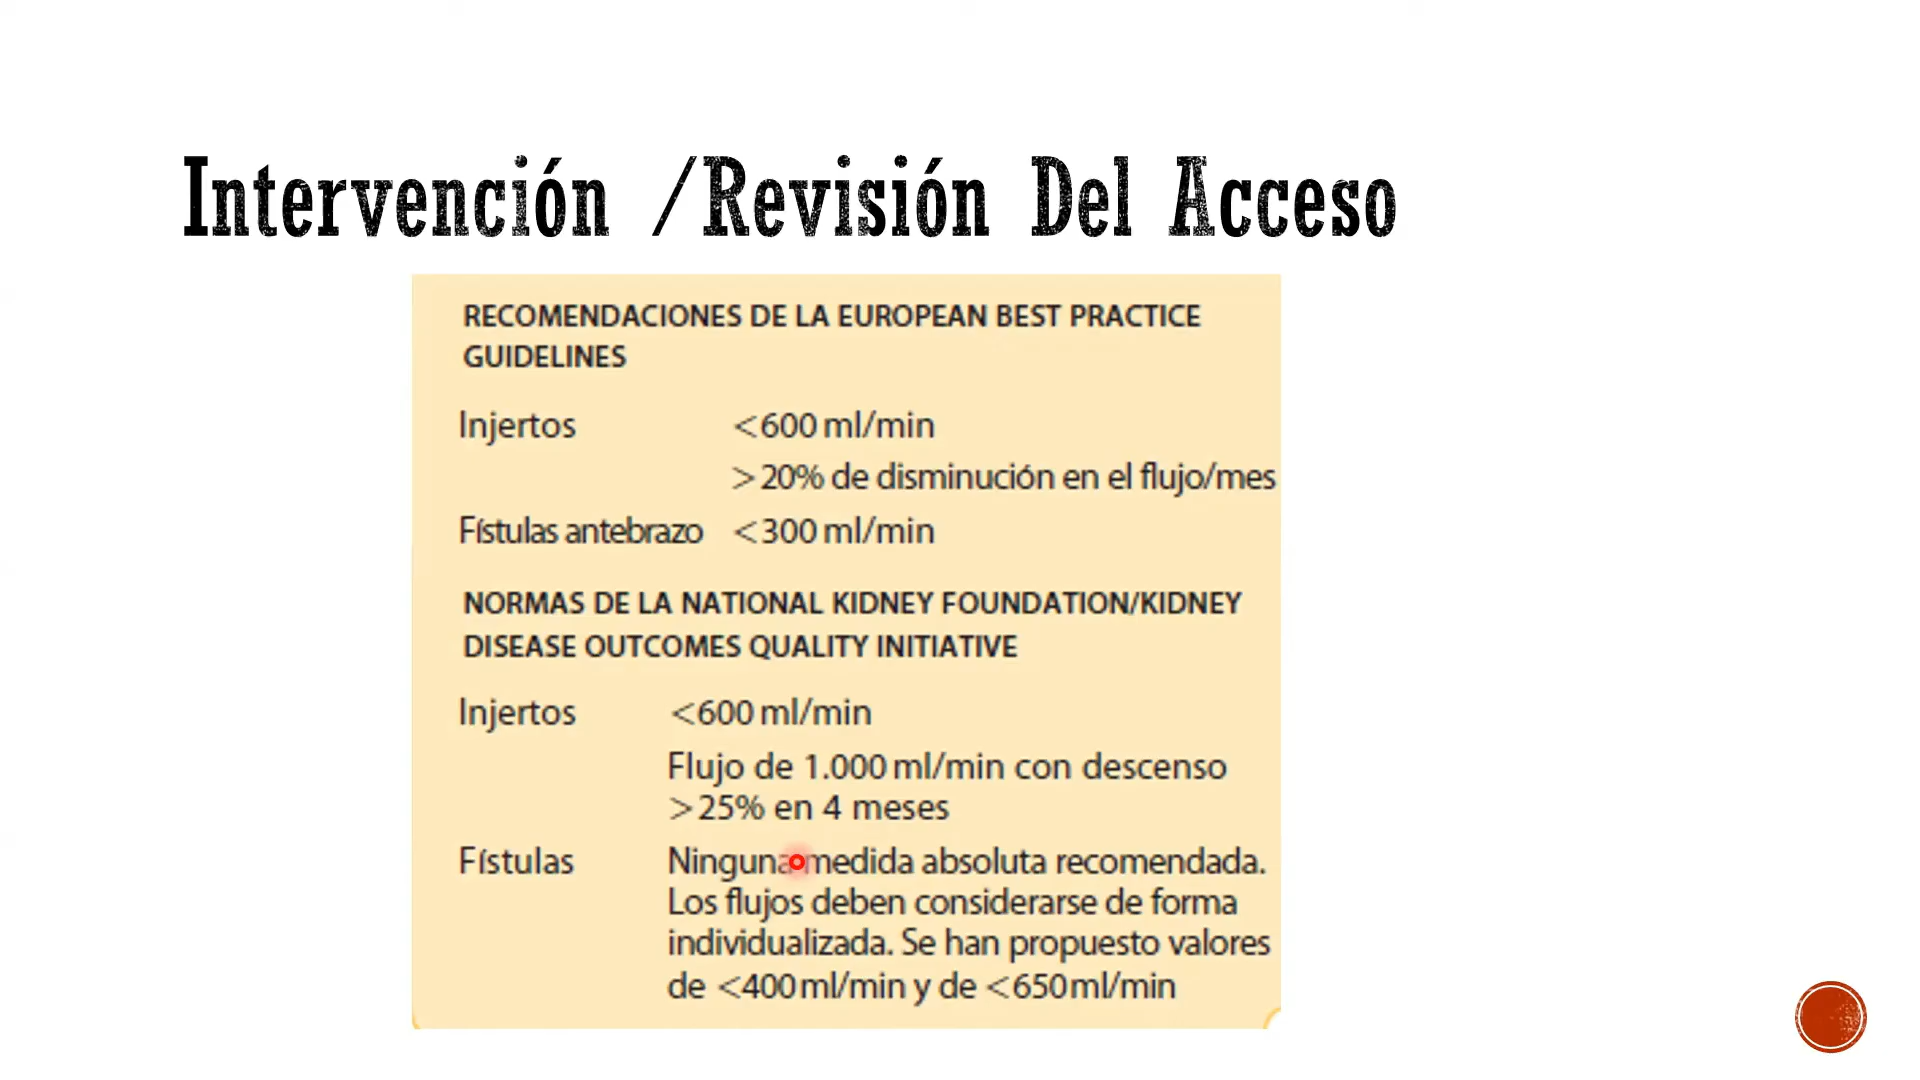 Intervención /Revisión Del Acceso
RECOMENDACIONES DE LA EUROPEAN BEST PRACTICE
GUIDELINES
Injertos <600 ml/min
>20% de disminución en el flujo/mes
Fístulas antebrazo <300 ml/min
NORMAS DE LA NATIONAL KIDNEY FOUNDATION/KIDNEY
DISEASE OUTCOMES QUALITY INITIATIVE
Injertos <600 ml/min
Flujo de 1.000 ml/min con descenso
>25% en 4 meses
Fístulas Ninguna medida absoluta recomendada.
Los flujos deben considerarse de forma
individualizada. Se han propuesto valores
de <400 ml/min y de <650 ml/min